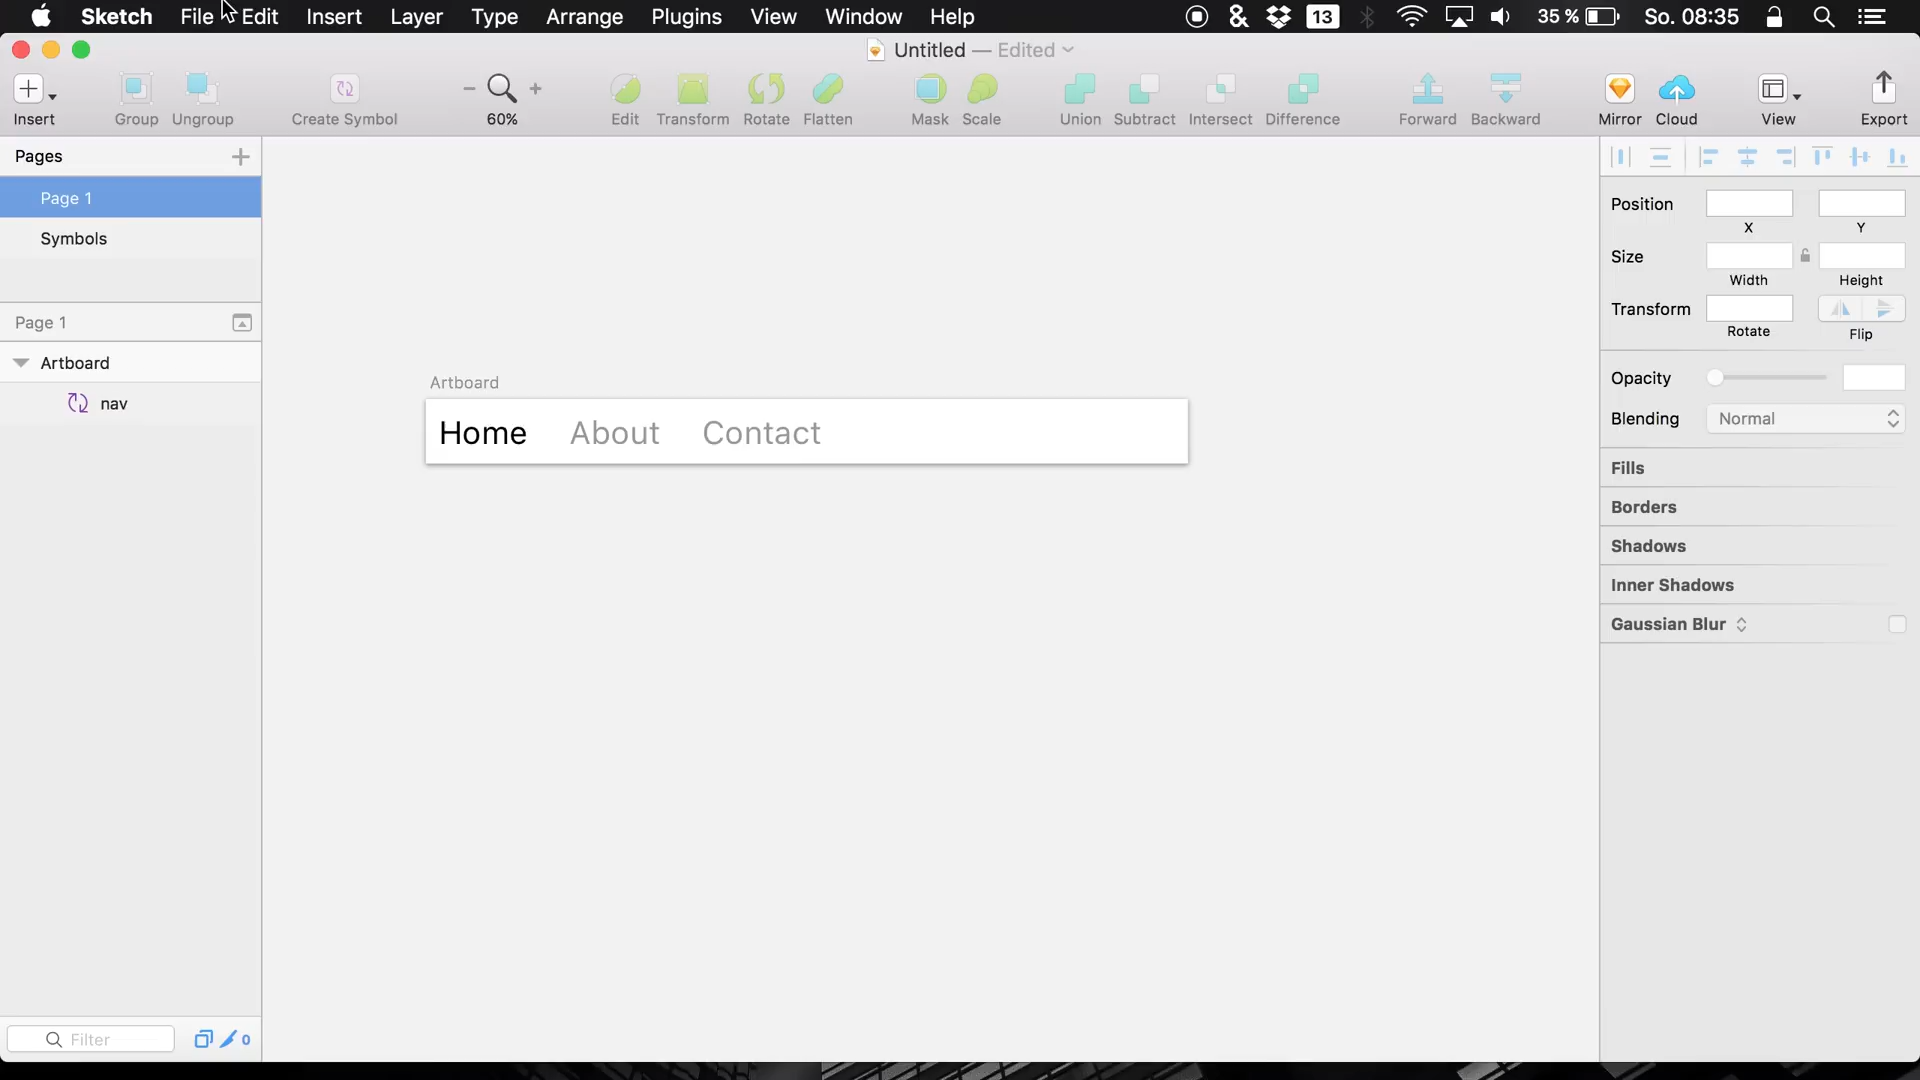 Sketch File Edit Insert Layer Type Arrange Plugins View Window Help 13 35 % So. 08:35
Untitled — Edited
Insert Group Ungroup Create Symbol 60% Edit Transform Rotate Flatten Mask Scale Union Subtract Intersect Difference Forward Backward Mirror Cloud View Export
Pages
Page 1
Symbols
Page 1
Artboard
nav
Filter 0
Artboard
Home About Contact
Position
X Y
Size
Width Height
Transform
Rotate Flip
Opacity
Blending Normal
Fills
Borders
Shadows
Inner Shadows
Gaussian Blur